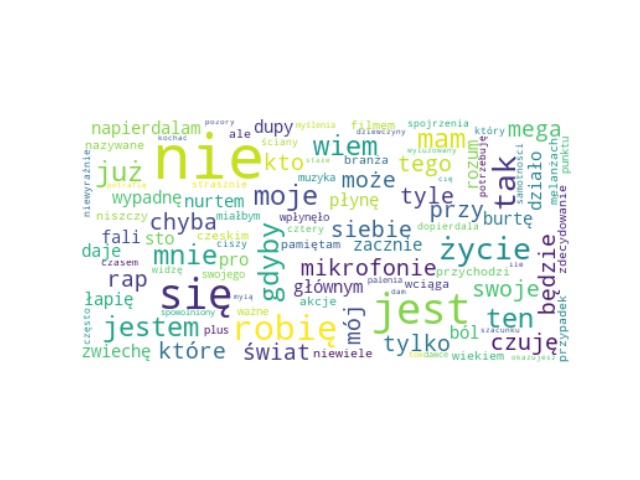 napierdalam
pozory
ale
dupy
myślenia
filmem
spojrzenia
który
mega
nazywane
kochać
nie
ściany
wiem
dziewczyny
mam
punktu
już
kto
stale
branża
wyluzowany
tego
rozum
potrzebuję
tak
samotności
działo
melanżach
niewyraźnie
potrafię
strasznie
muzyka
może
wypadnę
nurtem
moje
płynę
tyle
przy
burtę
zdecydowanie
niszczy
chyba
miałbym
wpłynęło
siebie
dopierdala
fali
sto
czeskim
cztery
daje
mnie
ciszy
gdyby
pamiętam
zacznie
życie
czasem
pro
widzę
swojego
mikrofonie
przychodzi
ile
będzie
rap
się
myią
głównym
palenia
wciąga
swoje
łapię
akcje
dam
jest
często
spowolniony
ważne
ten
jestem
plus
robię
mój
ból
szacunku
przypadek
tylko
czuję
zwiechę
które
świat
niewiele
dawce
wiekiem
okazujesz